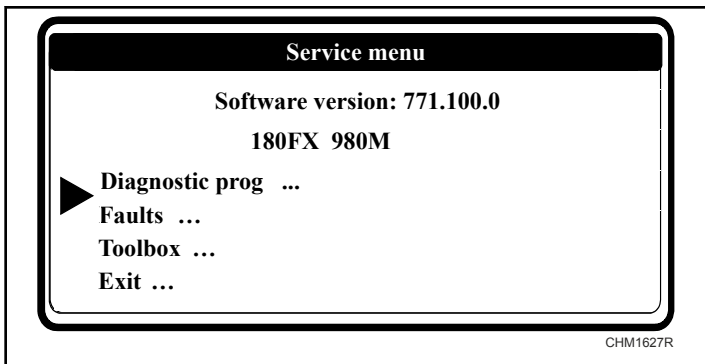 Service menu
Software version: 771.100.0
180FX 980M
Diagnostic prog ...
Faults ...
Toolbox ...
Exit ...
CHM1627R